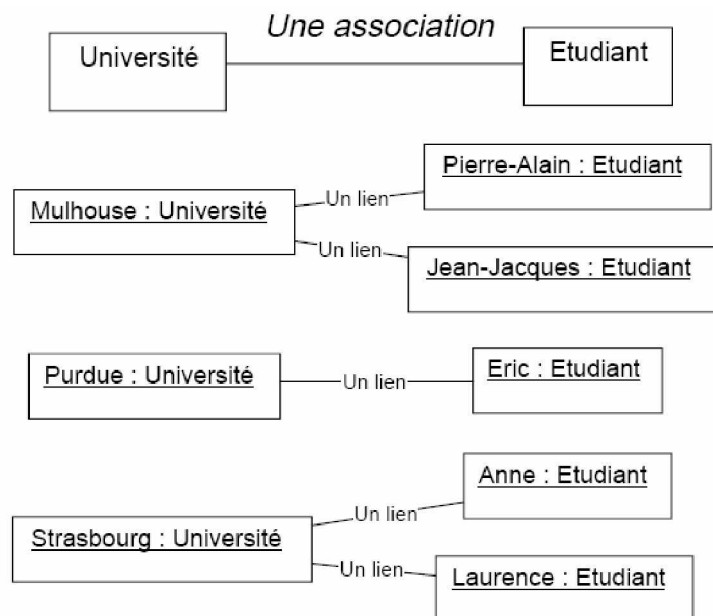 Une association
Université
Etudiant
Pierre-Alain : Etudiant
Un lien
Mulhouse : Université
Un lien
Jean-Jacques : Etudiant
Purdue : Université
Un lien
Eric : Etudiant
Anne : Etudiant
Un lien
Strasbourg : Université
Un lien
Laurence : Etudiant